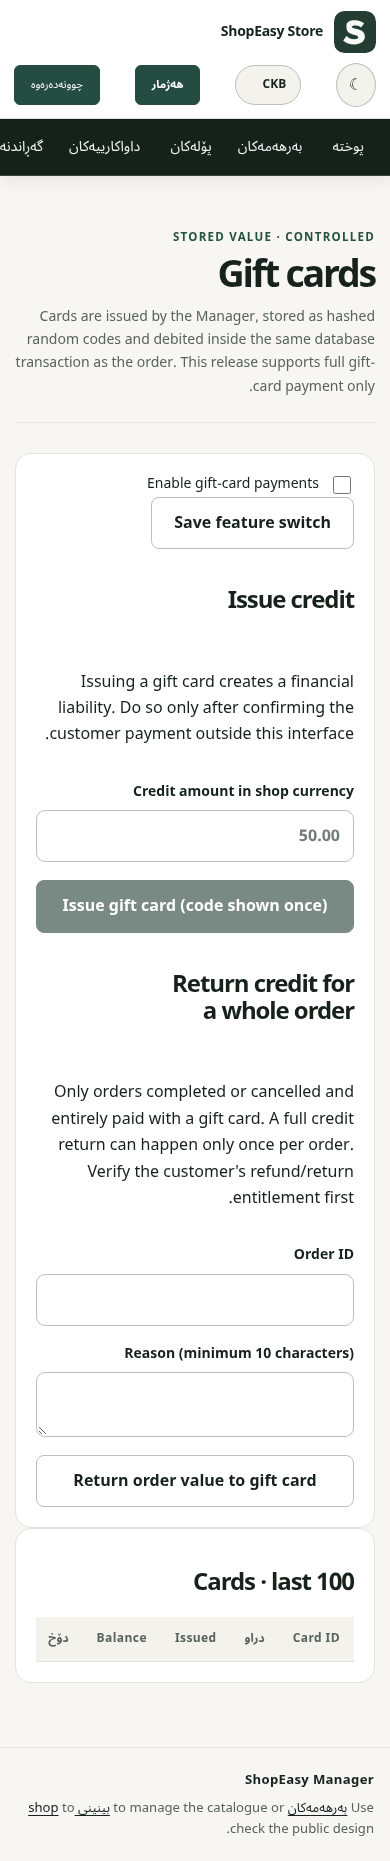 S ShopEasy Store
☾ CKB هەژمار چوونەدەرەوە
پوختە بەرهەمەکان پۆلەکان داواکارییەکان گەڕاندنە
STORED VALUE · CONTROLLED
Gift cards
Cards are issued by the Manager, stored as hashed
random codes and debited inside the same database
transaction as the order. This release supports full gift-
card payment only.
Enable gift-card payments
Save feature switch
Issue credit
Issuing a gift card creates a financial
liability. Do so only after confirming the
customer payment outside this interface.
Credit amount in shop currency
50.00
Issue gift card (code shown once)
Return credit for
a whole order
Only orders completed or cancelled and
entirely paid with a gift card. A full credit
return can happen only once per order.
Verify the customer's refund/return
entitlement first.
Order ID
Reason (minimum 10 characters)
Return order value to gift card
Cards · last 100
Card ID دراو Issued Balance دۆخ
ShopEasy Manager
Use بەرهەمەکان to manage the catalogue or بینینی shop to
check the public design.